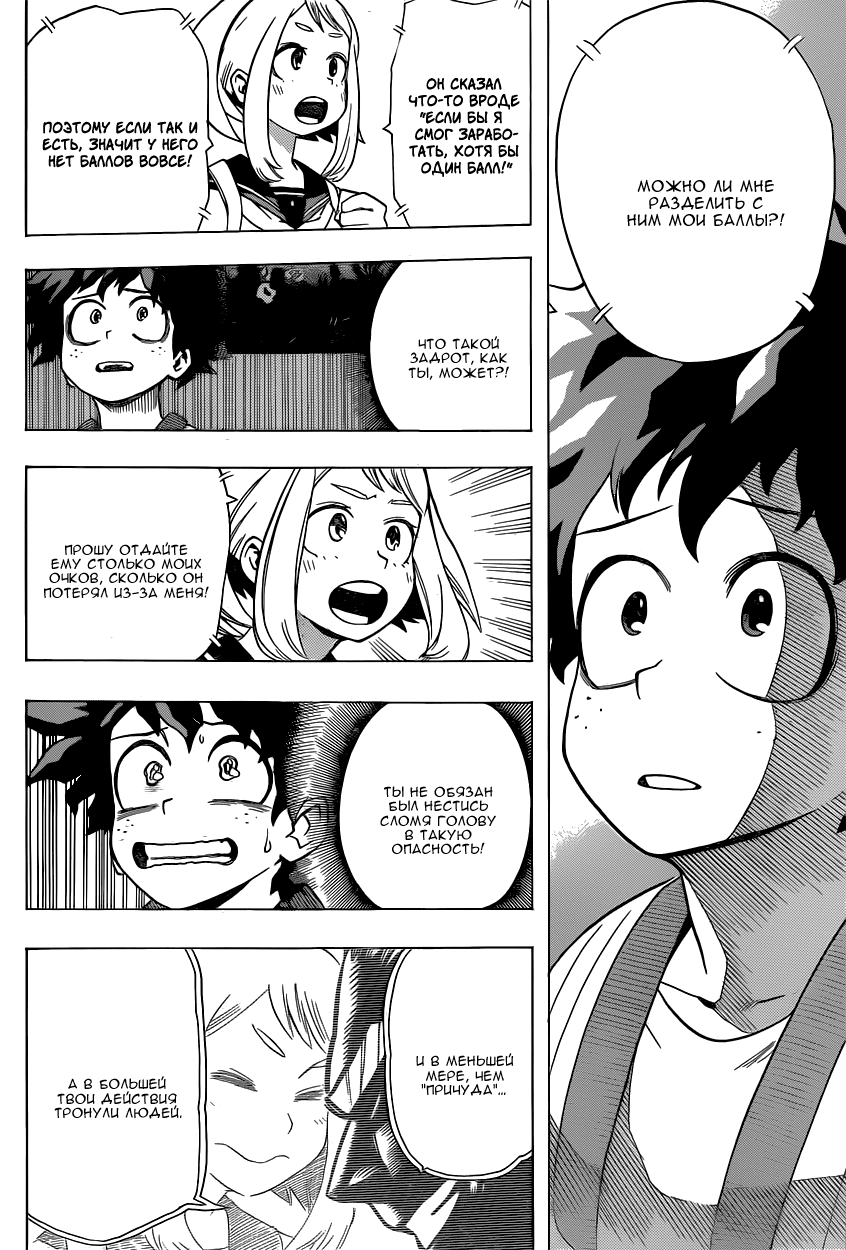 МОЖНО ЛИ МНЕ
РАЗДЕЛИТЬ С
НИМ МОИ БАЛЛЫ?!
ОН СКАЗАЛ
ЧТО-ТО ВРОДЕ
"ЕСЛИ БЫ Я
СМОГ ЗАРАБО-
ТАТЬ, ХОТЯ БЫ
ОДИН БАЛЛ!"
ПОЭТОМУ ЕСЛИ ТАК И
ЕСТЬ, ЗНАЧИТ У НЕГО
НЕТ БАЛЛОВ ВОВСЕ!
ЧТО ТАКОЙ
ЗАДРОТ, КАК
ТЫ, МОЖЕТ?!
ПРОШУ ОТДАЙТЕ
ЕМУ СТОЛЬКО МОИХ
ОЧКОВ, СКОЛЬКО ОН
ПОТЕРЯЛ ИЗ-ЗА МЕНЯ!
ТЫ НЕ ОБЯЗАН
БЫЛ НЕСТИСЬ
СЛОМЯ ГОЛОВУ
В ТАКУЮ
ОПАСНОСТЬ!
И В МЕНЬШЕЙ
МЕРЕ, ЧЕМ
"ПРИЧУДА"...
А В БОЛЬШЕЙ
ТВОИ ДЕЙСТВИЯ
ТРОНУЛИ ЛЮДЕЙ.